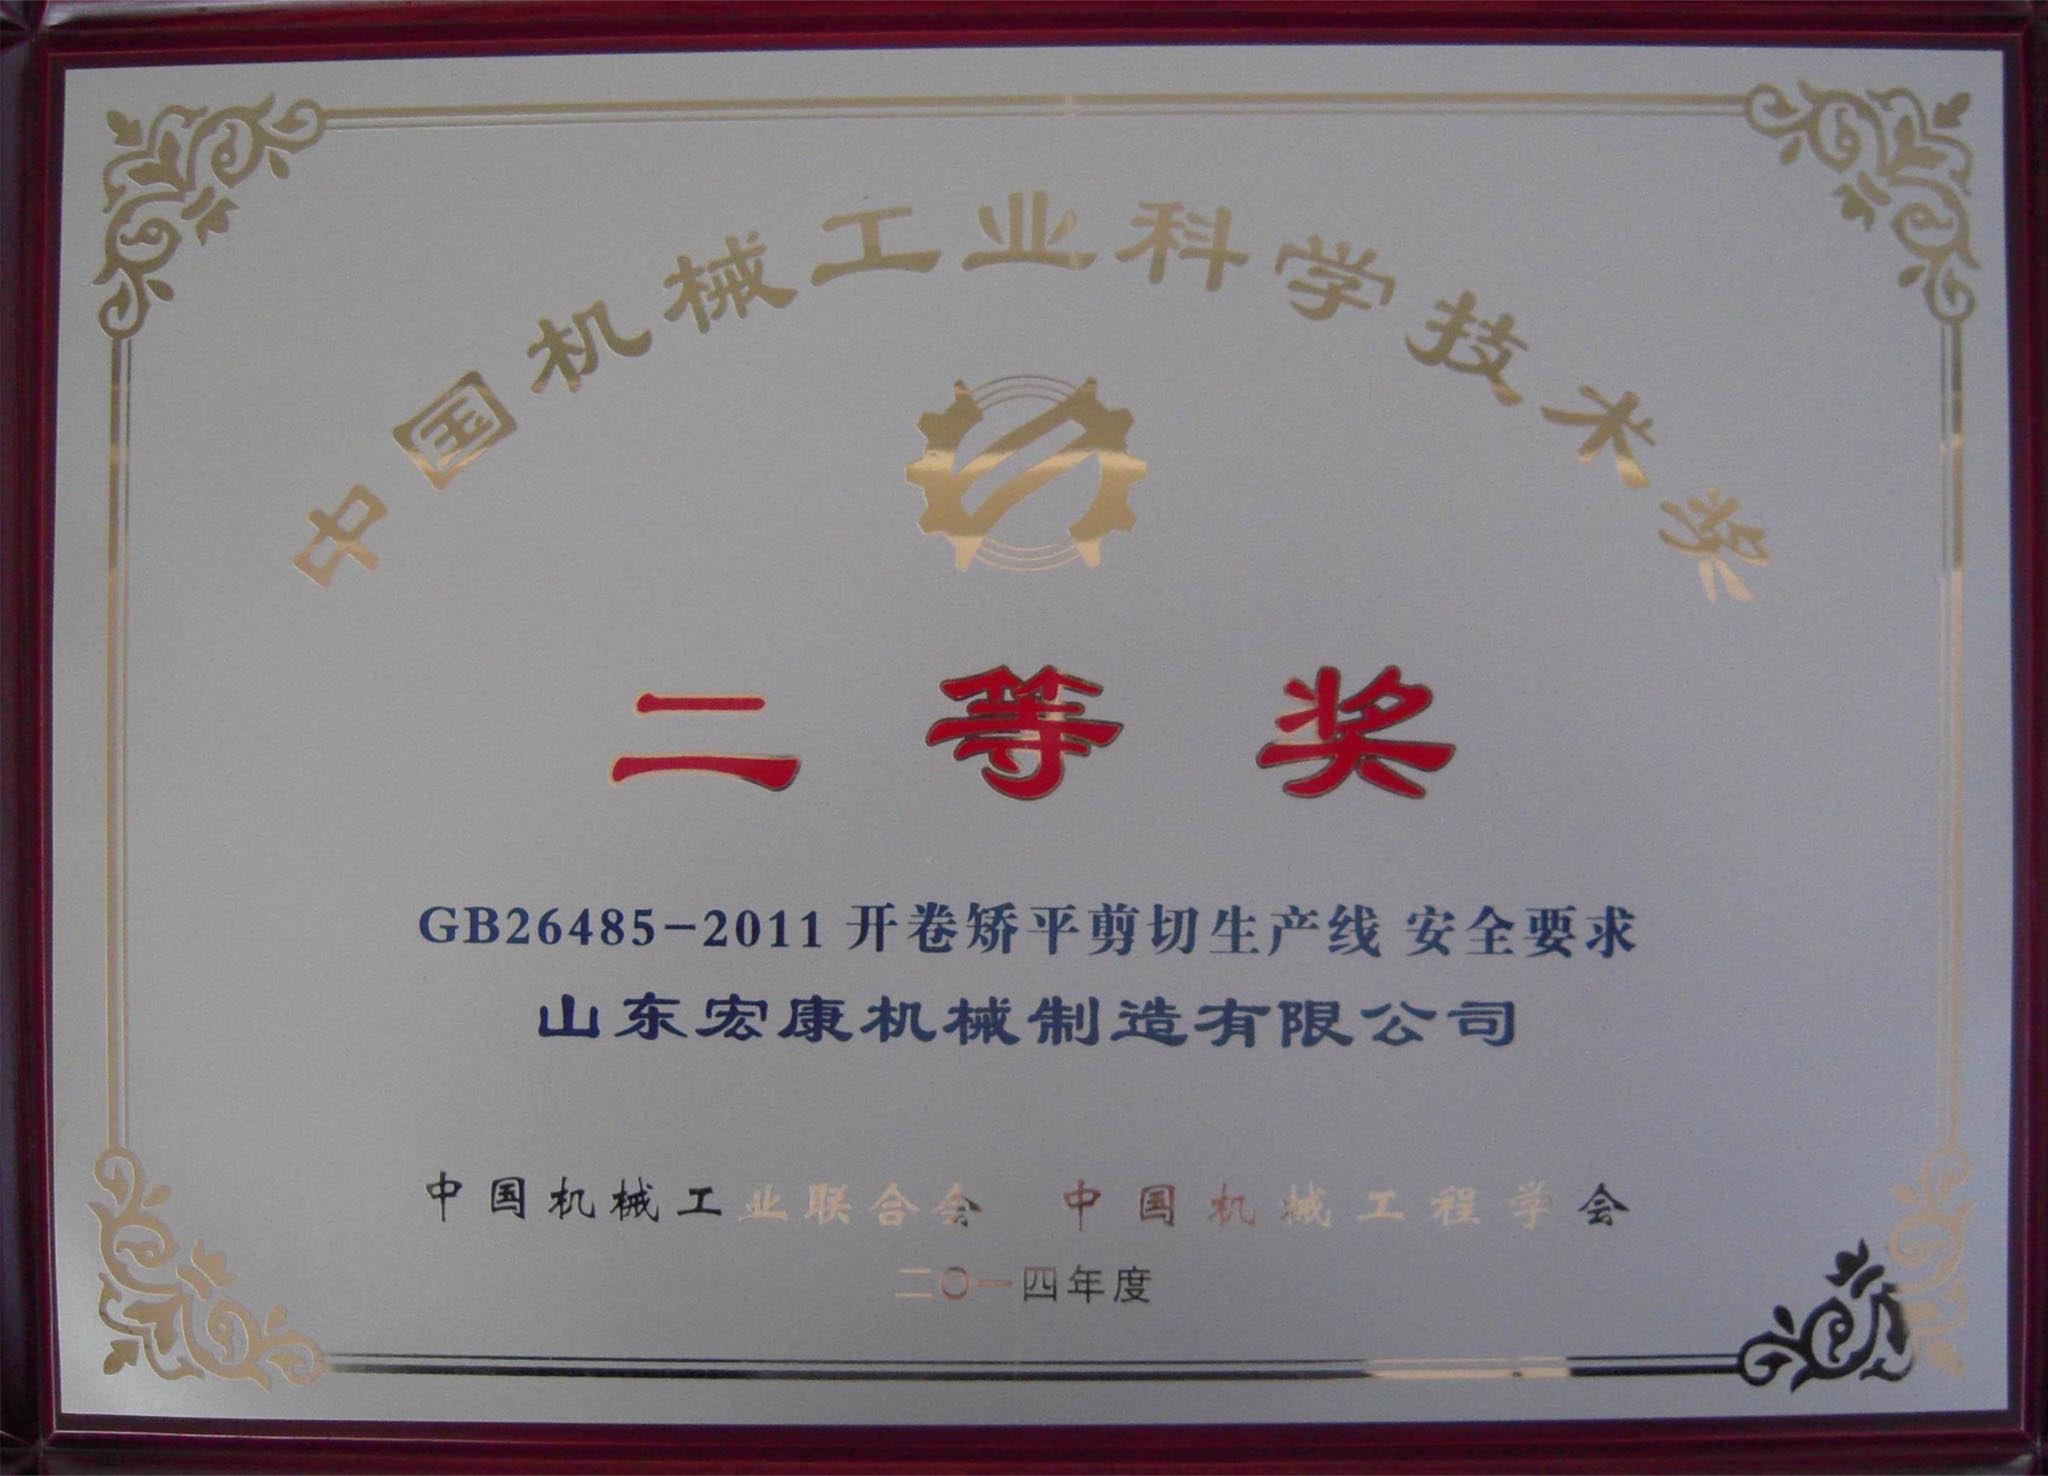 中国机械工业科学技术奖
二等奖
GB26485-2011 开卷矫平剪切生产线 安全要求
山东宏康机械制造有限公司
中国机械工业联合会 中国机械工程学会
二〇一四年度